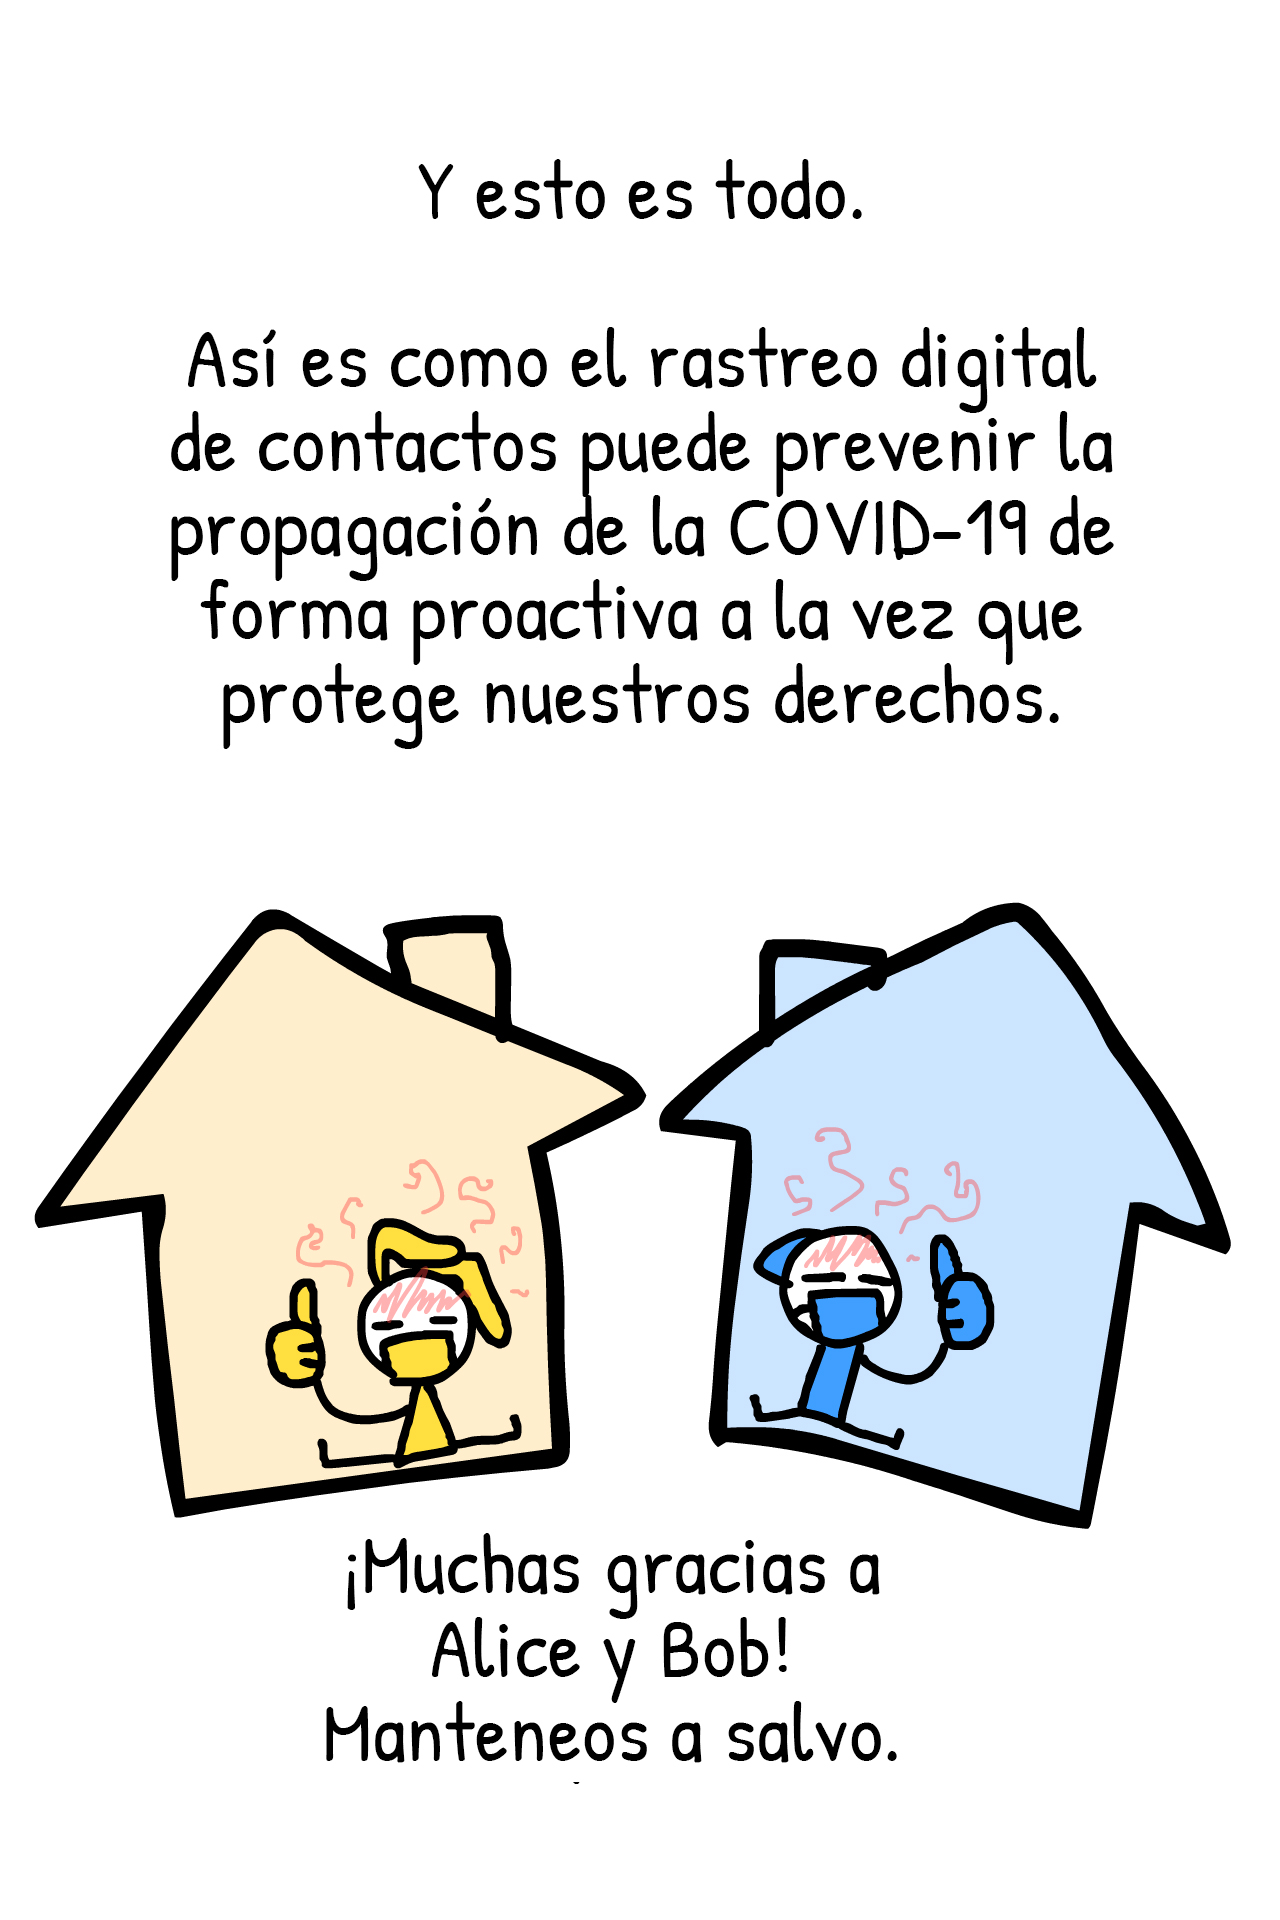 Y esto es todo.
Así es como el rastreo digital
de contactos puede prevenir la
propagación de la COVID-19 de
forma proactiva a la vez que
protege nuestros derechos.
¡Muchas gracias a
Alice y Bob!
Manteneos a salvo.